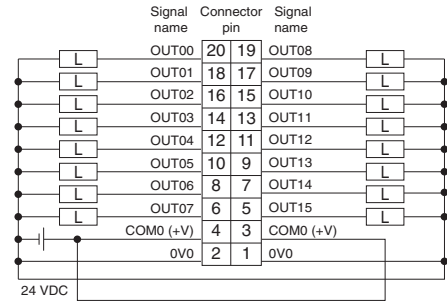 Signal name Connector pin Signal name
L OUT00 20 19 OUT08 L
L OUT01 18 17 OUT09 L
L OUT02 16 15 OUT10 L
L OUT03 14 13 OUT11 L
L OUT04 12 11 OUT12 L
L OUT05 10 9 OUT13 L
L OUT06 8 7 OUT14 L
L OUT07 6 5 OUT15 L
COM0 (+V) 4 3 COM0 (+V)
0V0 2 1 0V0
24 VDC